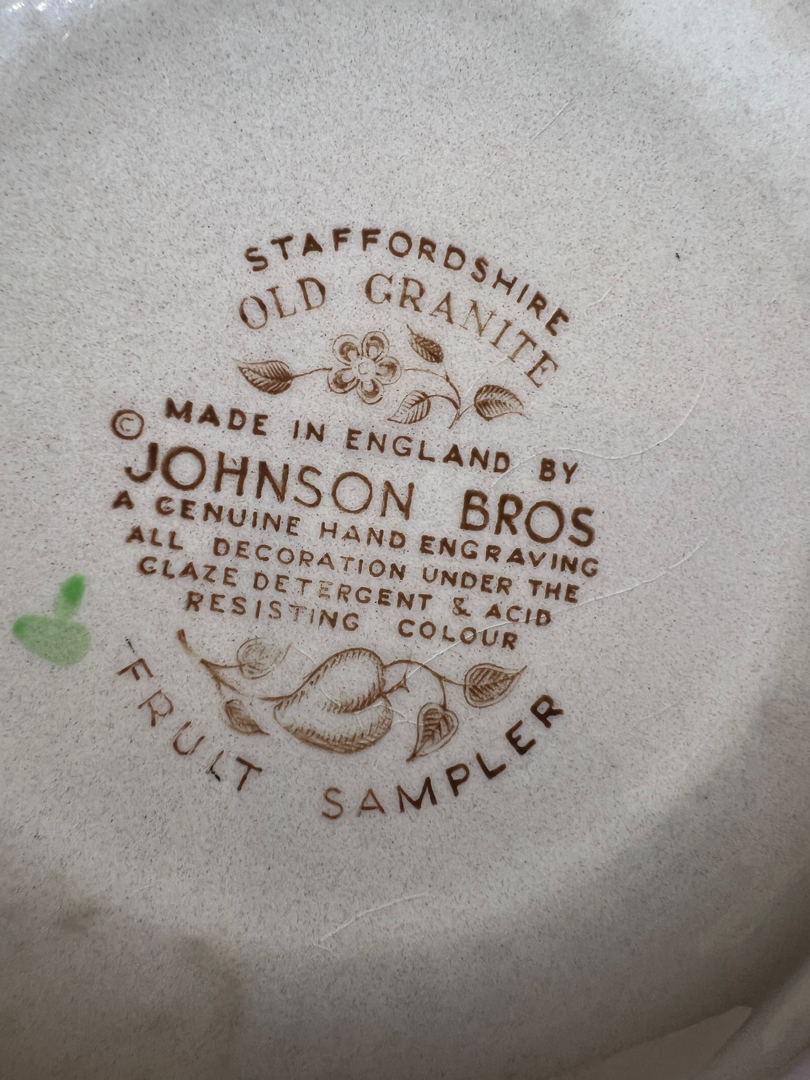 STAFFORDSHIRE
OLD GRANITE
MADE IN ENGLAND BY
© JOHNSON BROS
A GENUINE HAND ENGRAVING
ALL DECORATION UNDER THE
GLAZE DETERGENT & ACID
RESISTING COLOUR
FRUIT SAMPLER